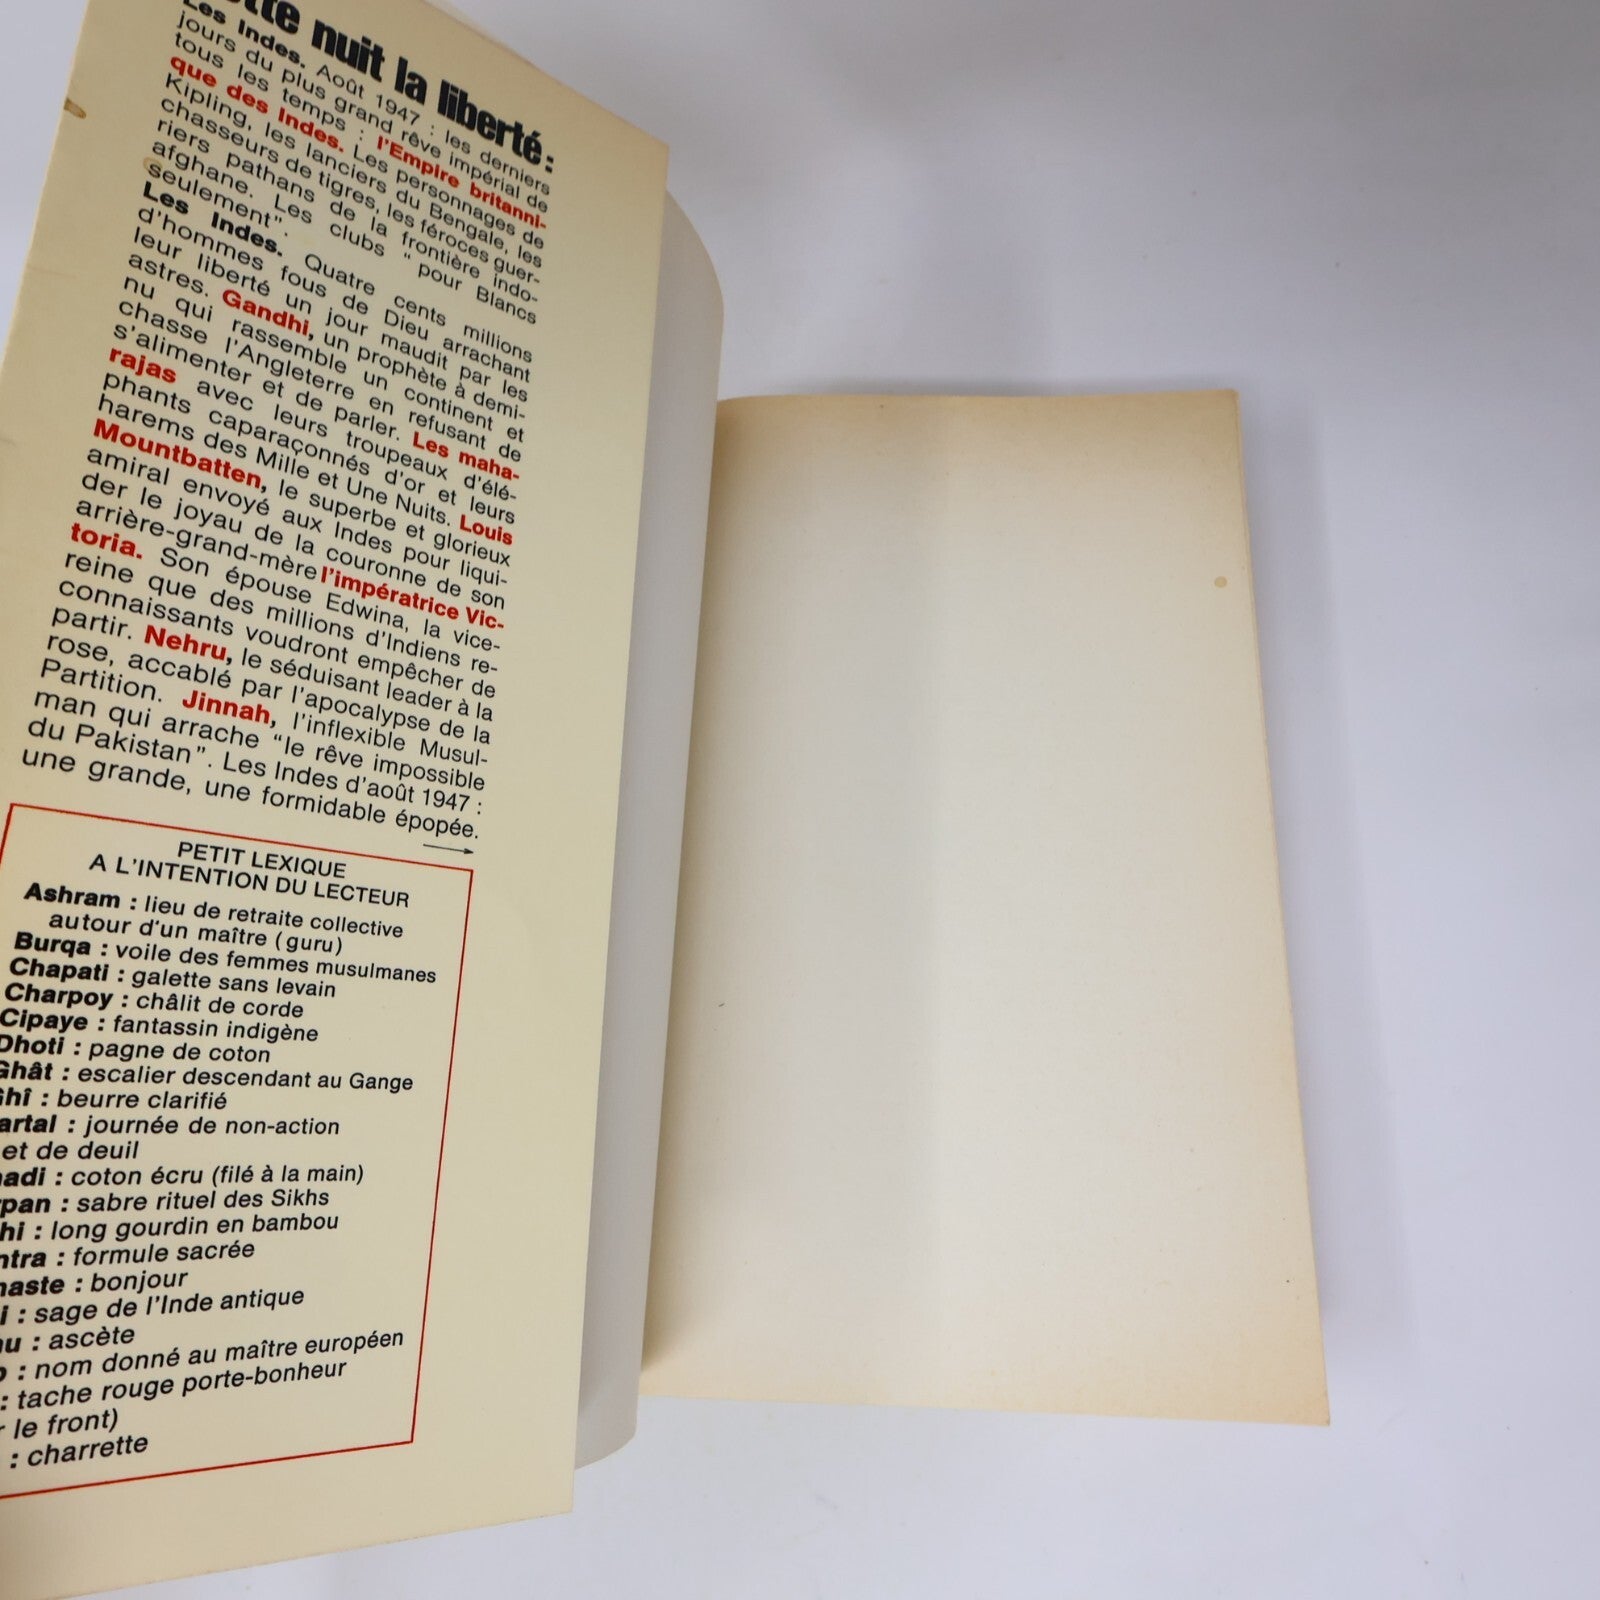 nuit la liberté :
Les Indes. Août 1947 : les derniers
jours du plus grand rêve impérial de
tous les temps : l'Empire britanni-
que des Indes. Les personnages de
Kipling, les lanciers du Bengale, les
chasseurs de tigres, les féroces guer-
riers pathans de la frontière indo-
afghane. Les clubs " pour Blancs
seulement".
Les Indes. Quatre cents millions
d'hommes fous de Dieu arrachant
leur liberté un jour maudit par les
astres. Gandhi, un prophète à demi-
nu qui rassemble un continent et
chasse l'Angleterre en refusant de
s'alimenter et de parler. Les maha-
rajas avec leurs troupeaux d'élé-
phants caparaçonnés d'or et leurs
harems des Mille et Une Nuits. Louis
Mountbatten, le superbe et glorieux
amiral envoyé aux Indes pour liqui-
der le joyau de la couronne de son
arrière-grand-mère l'impératrice Vic-
toria. Son épouse Edwina, la vice-
reine que des millions d'Indiens re-
connaissants voudront empêcher de
partir. Nehru, le séduisant leader à la
rose, accablé par l'apocalypse de la
Partition. Jinnah, l'inflexible Musul-
man qui arrache "le rêve impossible
du Pakistan". Les Indes d'août 1947 :
une grande, une formidable épopée.
PETIT LEXIQUE
A L'INTENTION DU LECTEUR
Ashram : lieu de retraite collective
autour d'un maître (guru)
Burqa : voile des femmes musulmanes
Chapati : galette sans levain
Charpoy : châlit de corde
Cipaye : fantassin indigène
Dhoti : pagne de coton
Ghât : escalier descendant au Gange
Ghî : beurre clarifié
artal : journée de non-action
et de deuil
adi : coton écru (filé à la main)
rpan : sabre rituel des Sikhs
hi : long gourdin en bambou
ntra : formule sacrée
naste : bonjour
i : sage de l'Inde antique
u : ascète
: nom donné au maître européen
: tache rouge porte-bonheur
le front)
: charrette